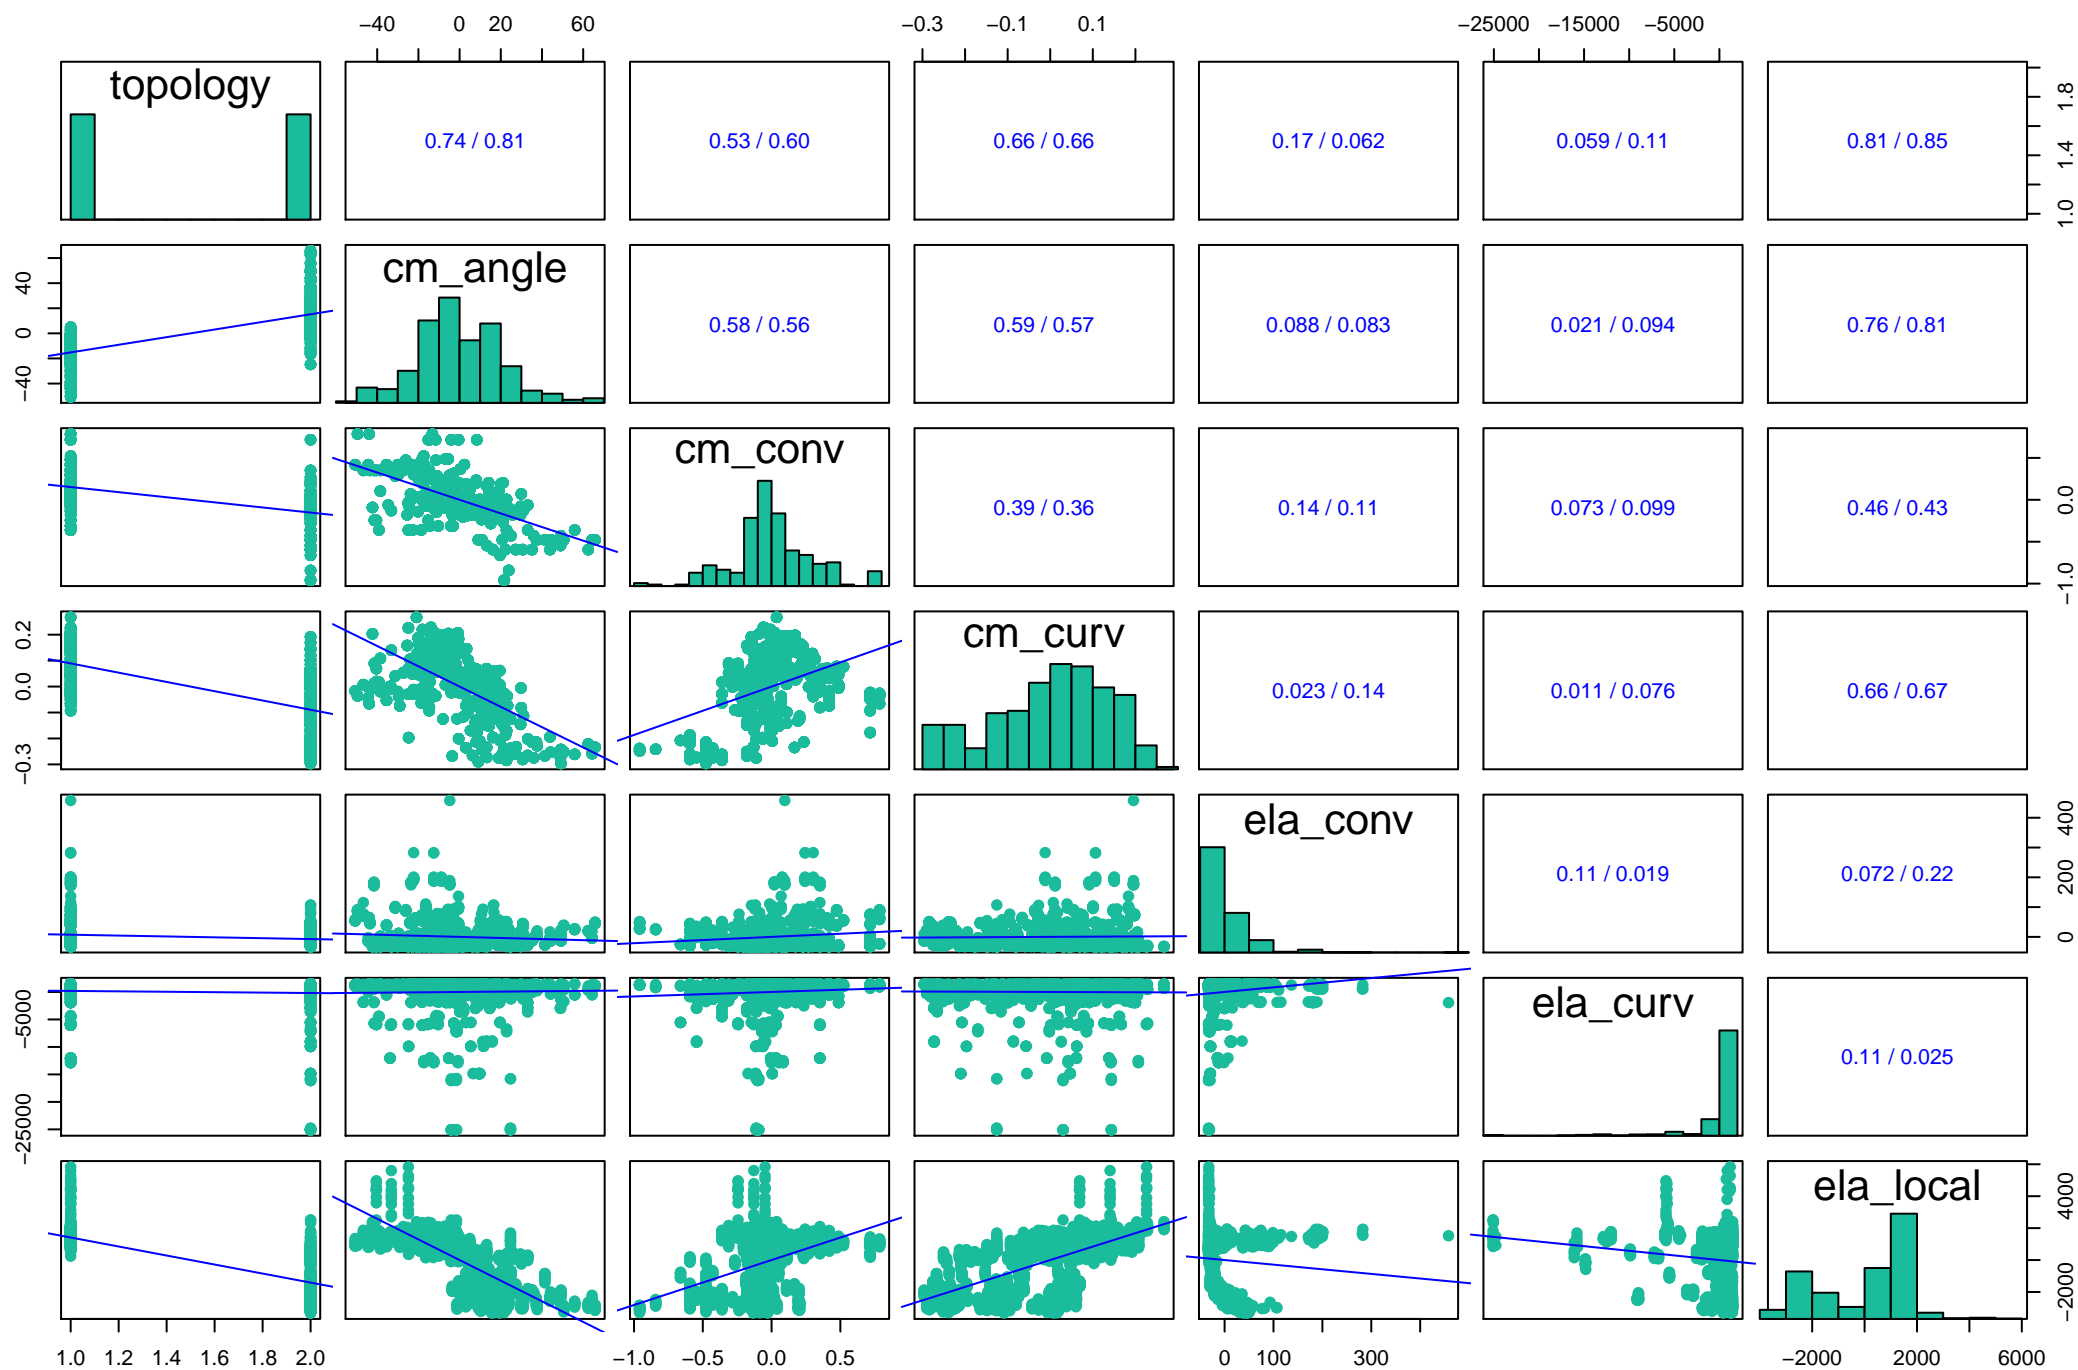 −40 0 20 60 −0.3 −0.1 0.1 −25000 −15000 −5000
topology 0.74 / 0.81 0.53 / 0.60 0.66 / 0.66 0.17 / 0.062 0.059 / 0.11 0.81 / 0.85 1.0 1.4 1.8
−40 0 40 cm_angle 0.58 / 0.56 0.59 / 0.57 0.088 / 0.083 0.021 / 0.094 0.76 / 0.81
cm_conv 0.39 / 0.36 0.14 / 0.11 0.073 / 0.099 0.46 / 0.43 −1.0 0.0
−0.3 0.0 0.2 cm_curv 0.023 / 0.14 0.011 / 0.076 0.66 / 0.67
ela_conv 0.11 / 0.019 0.072 / 0.22 0 200 400
−25000 −5000 ela_curv 0.11 / 0.025
ela_local −2000 4000
1.0 1.2 1.4 1.6 1.8 2.0 −1.0 −0.5 0.0 0.5 0 100 300 −2000 2000 6000